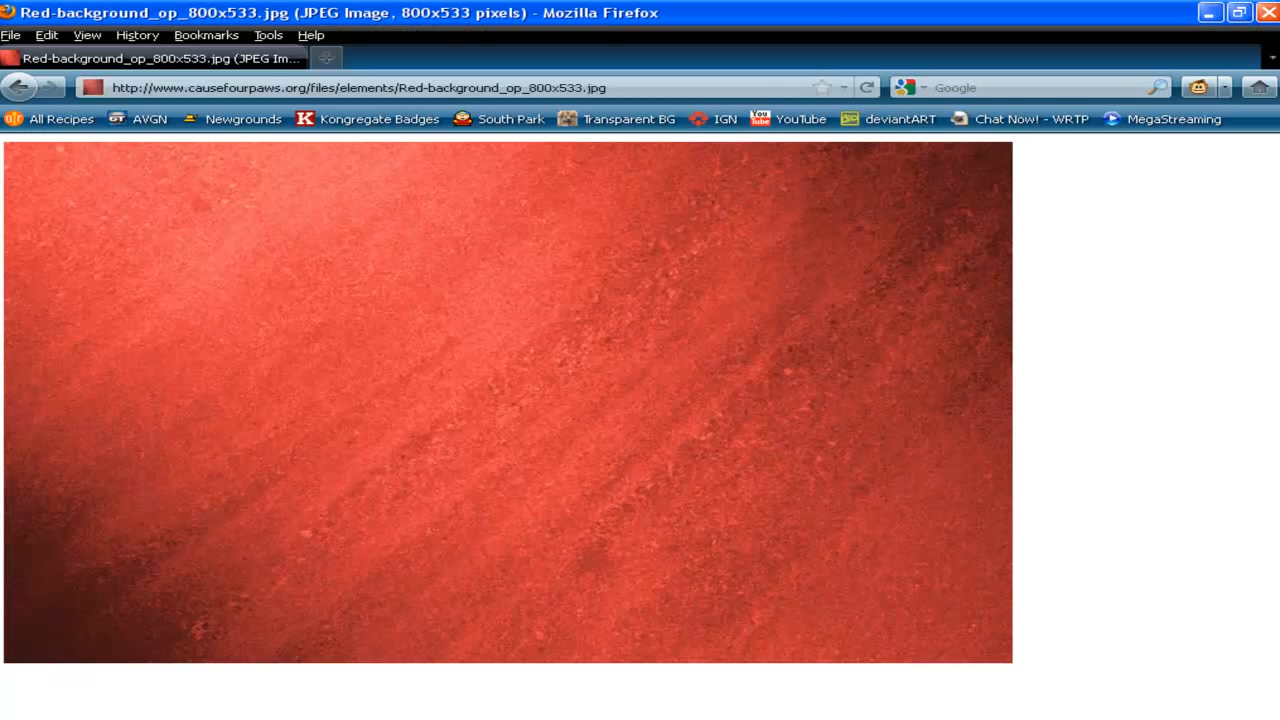 Red-background_op_800x533.jpg (JPEG Image, 800x533 pixels) - Mozilla Firefox
File Edit View History Bookmarks Tools Help
Red-background_op_800x533.jpg (JPEG Im...
http://www.causefourpaws.org/files/elements/Red-background_op_800x533.jpg Google
All Recipes AVGN Newgrounds K Kongregate Badges South Park Transparent BG IGN You Tube YouTube deviantART Chat Now! - WRTP MegaStreaming